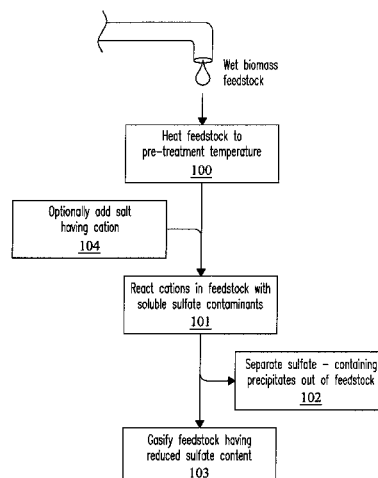 Wet biomass
feedstock
Heat feedstock to
pre-treatment temperature
100
Optionally add salt
having cation
104
React cations in feedstock with
soluble sulfate contaminants
101
Separate sulfate - containing
precipitates out of feedstock
102
Gasify feedstock having
reduced sulfate content
103